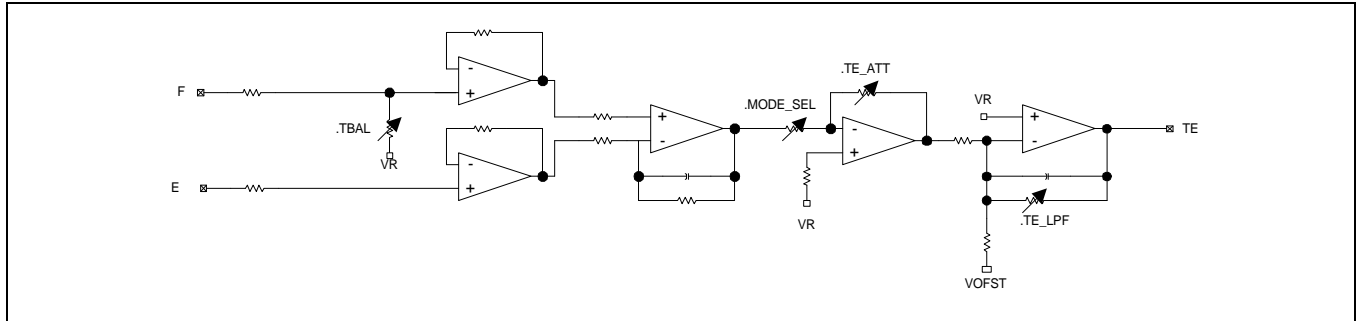 F
.TBAL
VR
E
-
+
-
+
+
-
.MODE_SEL
.TE_ATT
-
+
VR
VR
+
-
.TE_LPF
VOFST
TE